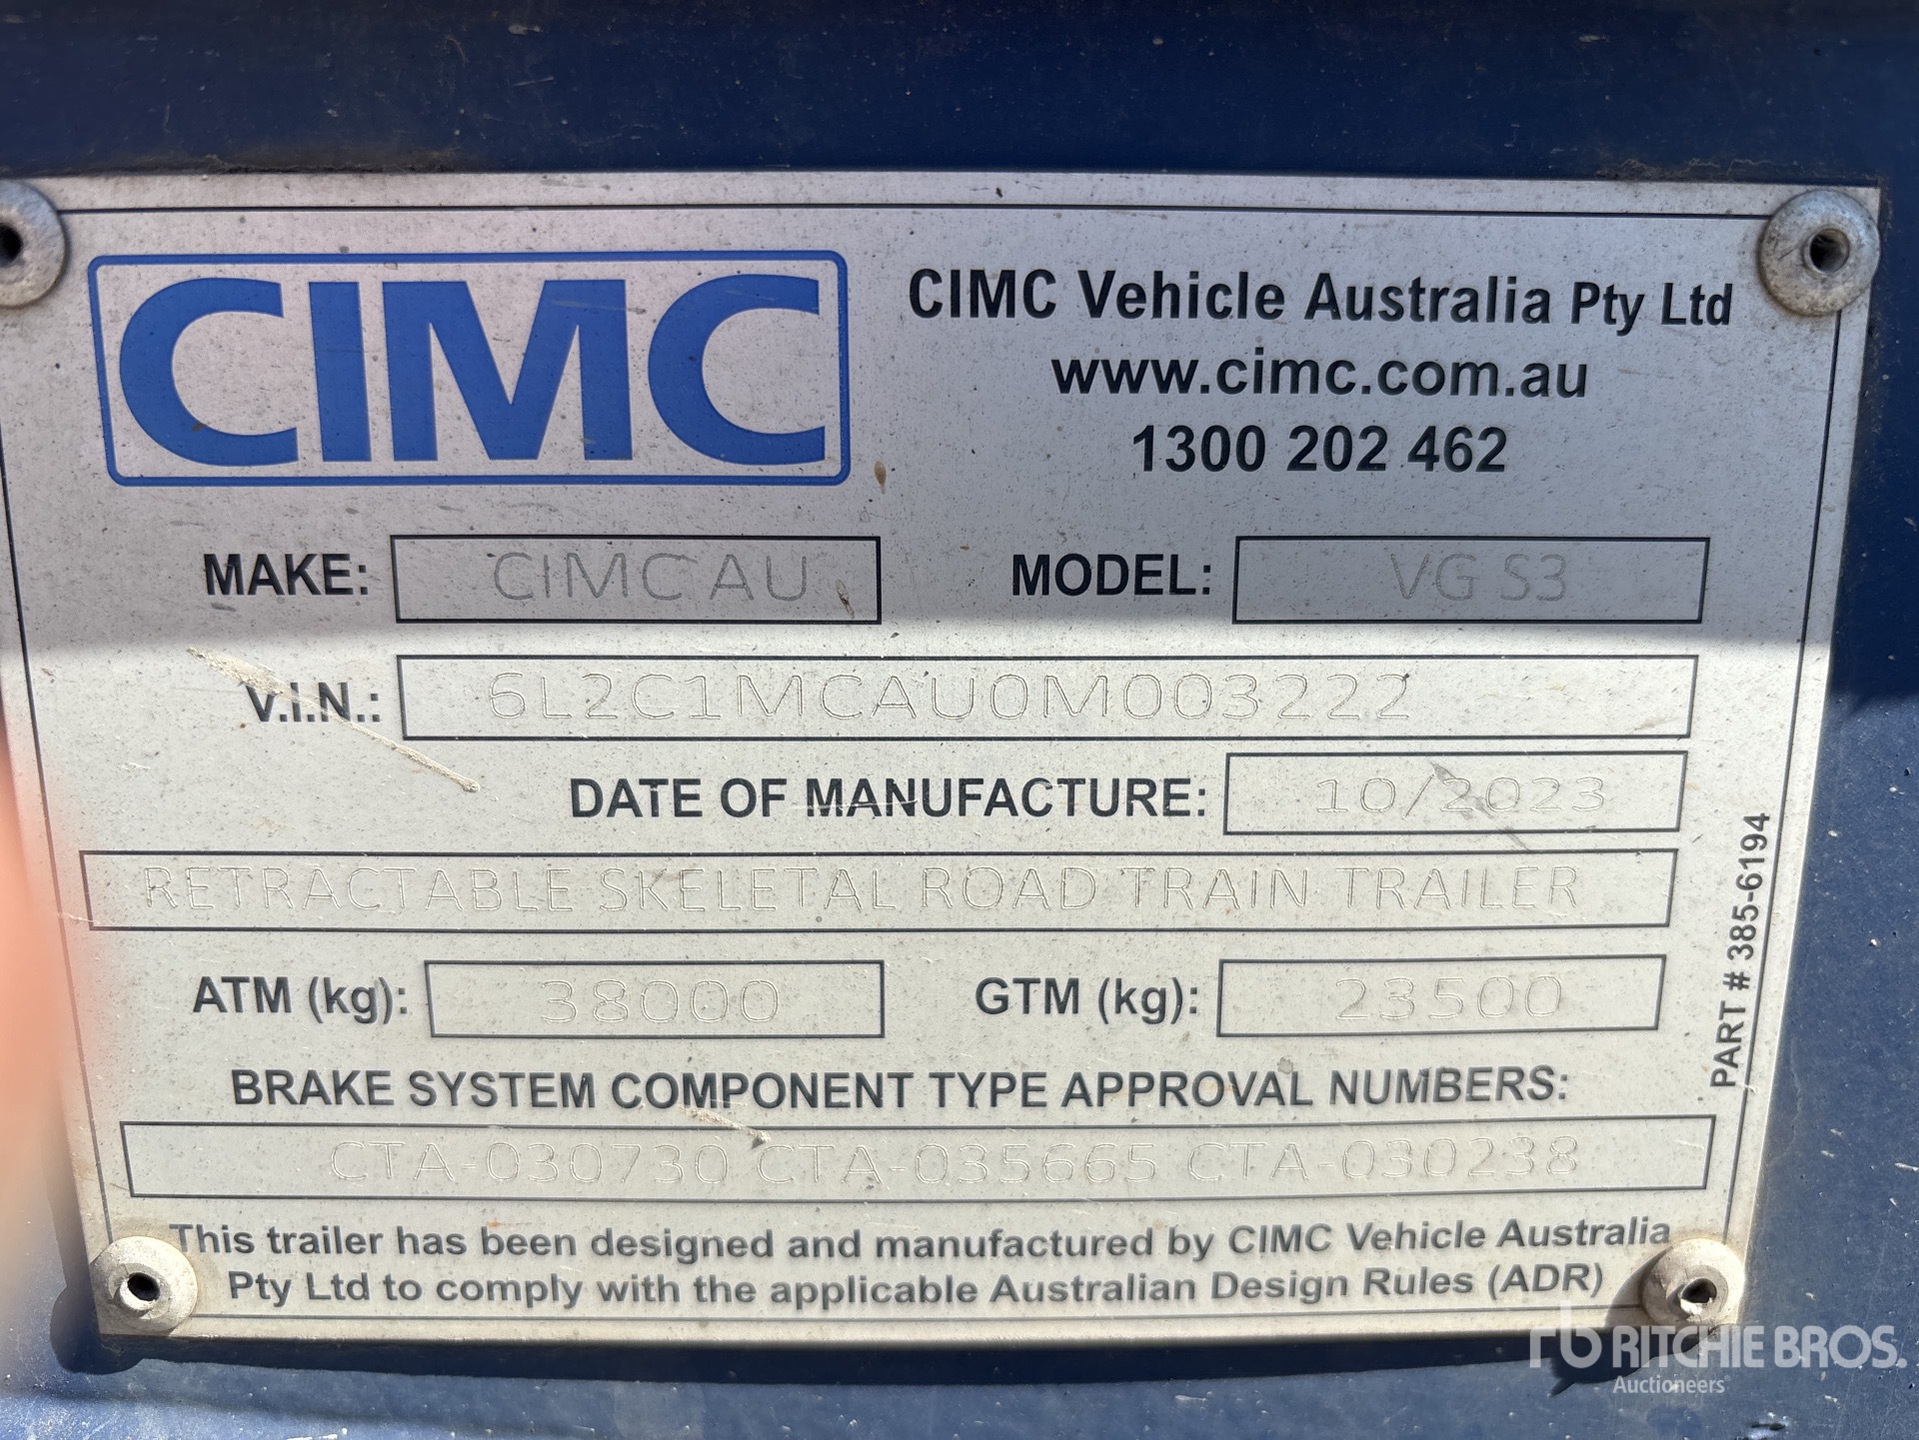 CIMC
CIMC Vehicle Australia Pty Ltd
www.cimc.com.au
1300 202 462
MAKE: CIMC AU MODEL: VG S3
V.I.N.: 6L2C1MCAU0M003222
DATE OF MANUFACTURE: 10/2023
RETRACTABLE SKELETAL ROAD TRAIN TRAILER
ATM (kg): 38000 GTM (kg): 23500
BRAKE SYSTEM COMPONENT TYPE APPROVAL NUMBERS:
CTA-030730 CTA-035665 CTA-030238
This trailer has been designed and manufactured by CIMC Vehicle Australia
Pty Ltd to comply with the applicable Australian Design Rules (ADR)
PART # 385-6194
rb RITCHIE BROS.
Auctioneers